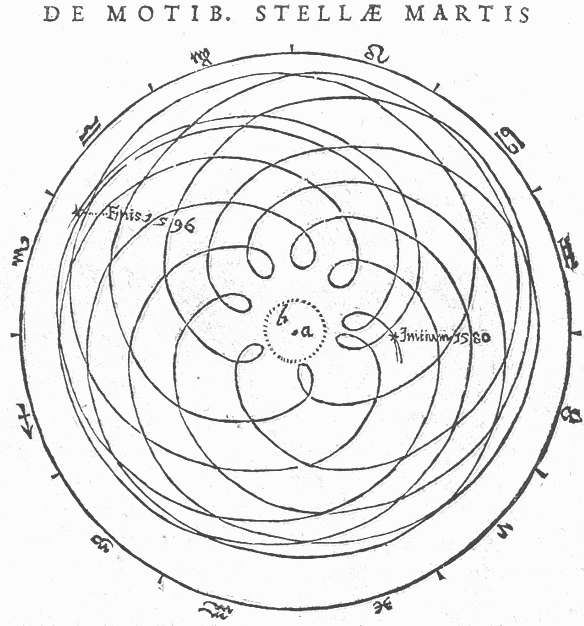 DE MOTIB. STELLÆ MARTIS
♍ ♌
♎ ♋
Finis 1596
♏ ♊
b
a
Initium 1580
♐ ♉
♑ ♈
♒ ♓